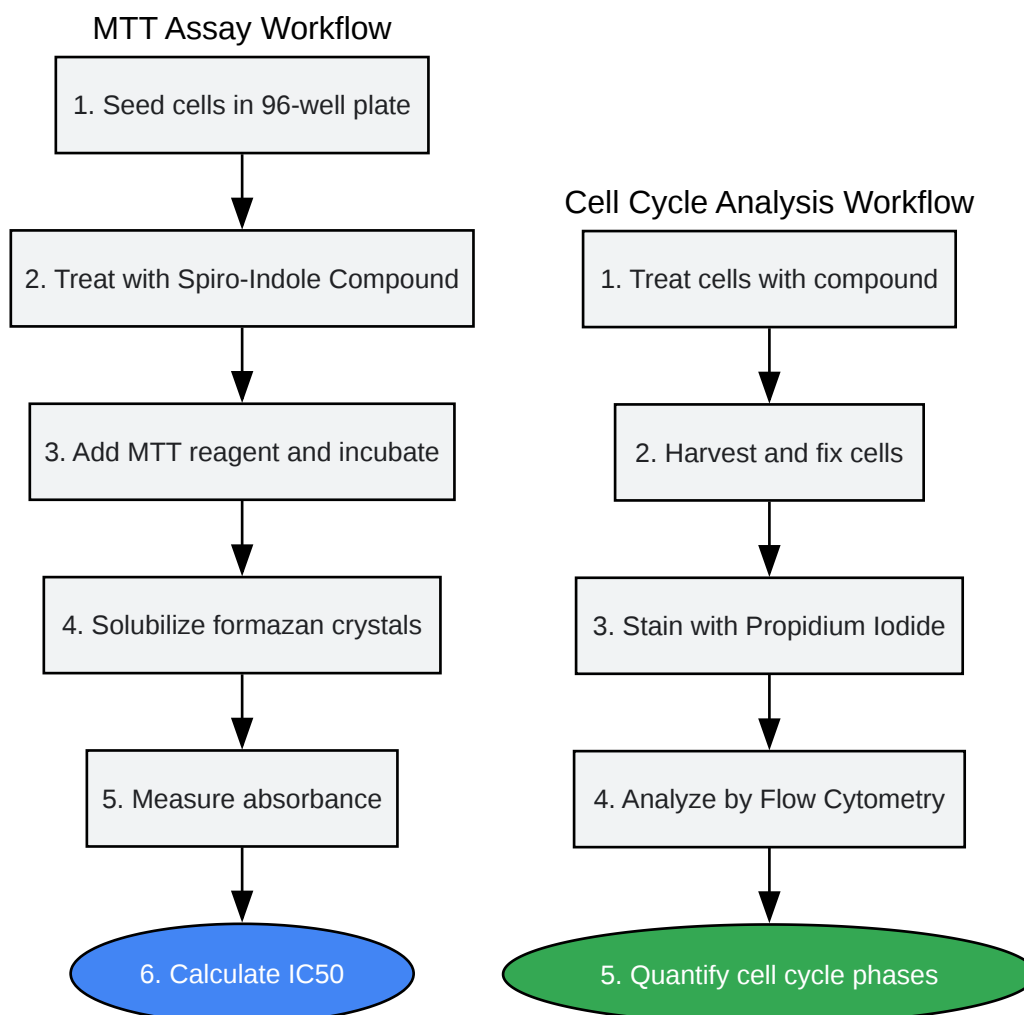 MTT Assay Workflow
1. Seed cells in 96-well plate
2. Treat with Spiro-Indole Compound
3. Add MTT reagent and incubate
4. Solubilize formazan crystals
5. Measure absorbance
6. Calculate IC50
Cell Cycle Analysis Workflow
1. Treat cells with compound
2. Harvest and fix cells
3. Stain with Propidium Iodide
4. Analyze by Flow Cytometry
5. Quantify cell cycle phases